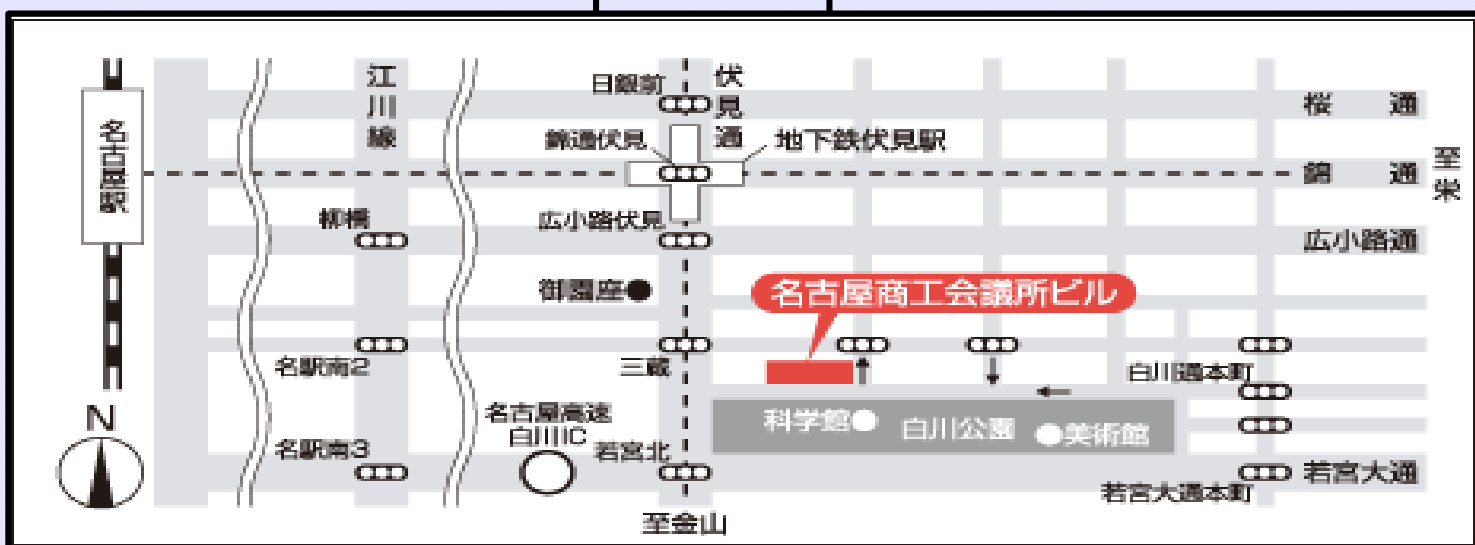 日銀前
江川線
伏見通
桜通
名古屋駅
錦通伏見
地下鉄伏見駅
錦通
至栄
柳橋
広小路伏見
広小路通
御園座
名古屋商工会議所ビル
名駅南2
三蔵
白川通本町
名古屋高速
白川IC
科学館
白川公園
美術館
N
名駅南3
若宮北
若宮大通
若宮大通本町
至金山